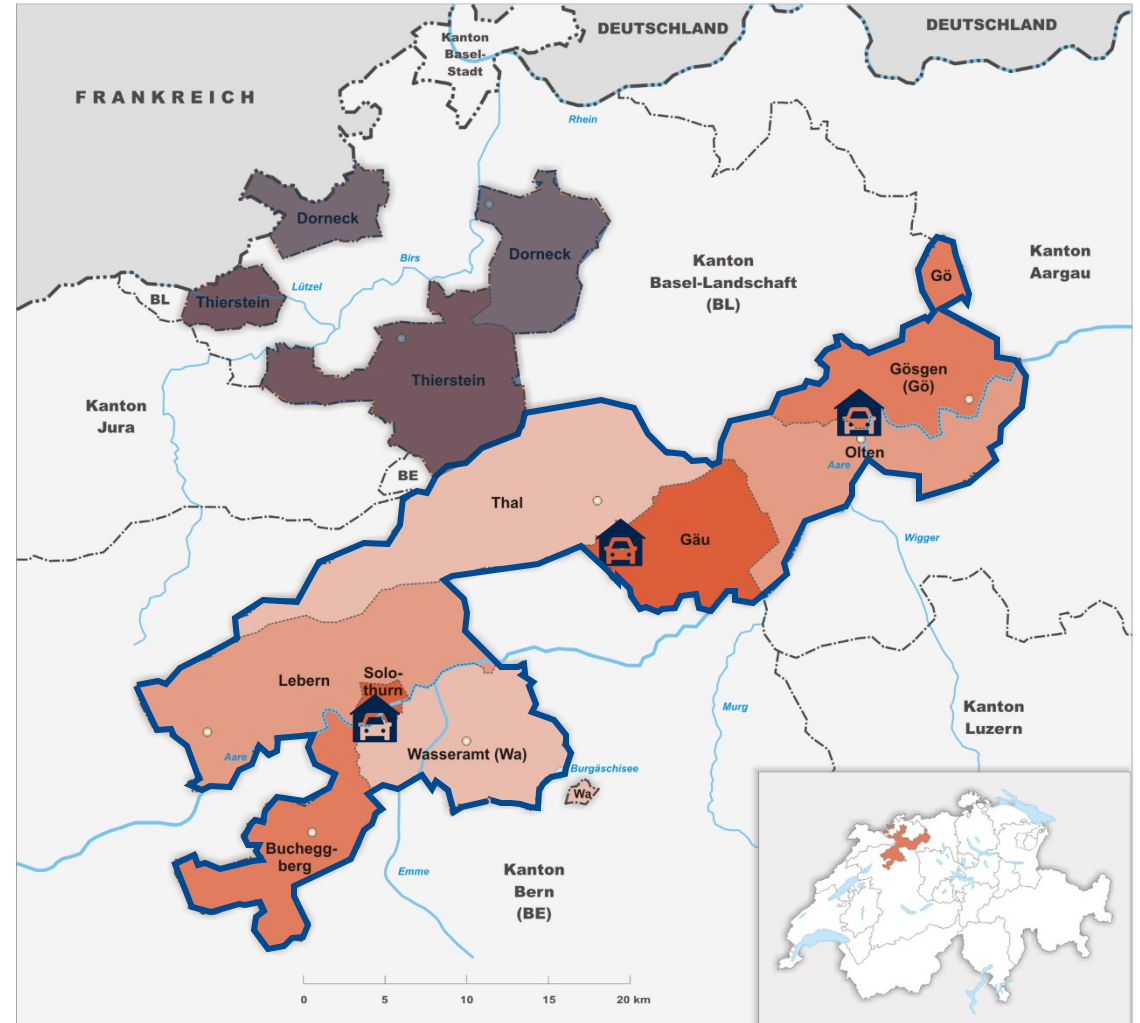 DEUTSCHLAND
DEUTSCHLAND
Kanton
Basel-
Stadt
FRANKREICH
Rhein
Dorneck
Dorneck
Birs
Kanton
Basel-Landschaft
(BL)
Kanton
Aargau
Gö
BL
Thierstein
Lützel
Thierstein
Gösgen
(Gö)
Kanton
Jura
BE
Olten
Aare
Thal
Gäu
Wigger
Lebern
Solo-
thurn
Murg
Kanton
Luzern
Aare
Wasseramt (Wa)
Burgäschisee
Wa
Bucheggberg
berg
Emme
Kanton
Bern
(BE)
0
5
10
15
20 km